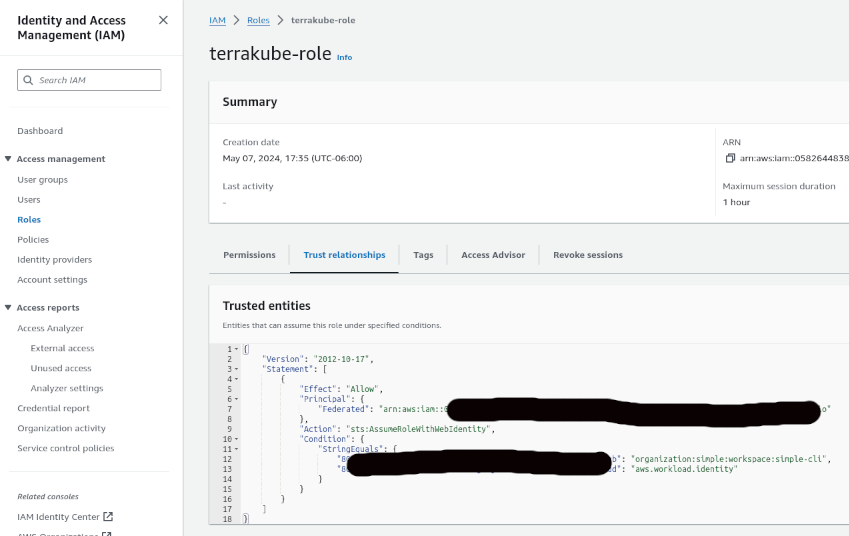 Identity and Access
Management (IAM)
Search IAM
Dashboard
Access management
User groups
Users
Roles
Policies
Identity providers
Account settings
Access reports
Access Analyzer
External access
Unused access
Analyzer settings
Credential report
Organization activity
Service control policies
Related consoles
IAM Identity Center
IAM > Roles > terrakube-role
terrakube-role Info
Summary
Creation date
May 07, 2024, 17:35 (UTC-06:00)
Last activity
-
ARN
arn:aws:iam::0582644838
Maximum session duration
1 hour
Permissions
Trust relationships
Tags
Access Advisor
Revoke sessions
Trusted entities
Entities that can assume this role under specified conditions.
1 {
2 "Version": "2012-10-17",
3 "Statement": [
4 {
5 "Effect": "Allow",
6 "Principal": {
7 "Federated": "arn:aws:iam::
8 },
9 "Action": "sts:AssumeRoleWithWebIdentity",
10 "Condition": {
11 "StringEquals": {
12 b": "organization:simple:workspace:simple-cli",
13 d": "aws.workload.identity"
14 }
15 }
16 }
17 ]
18 }